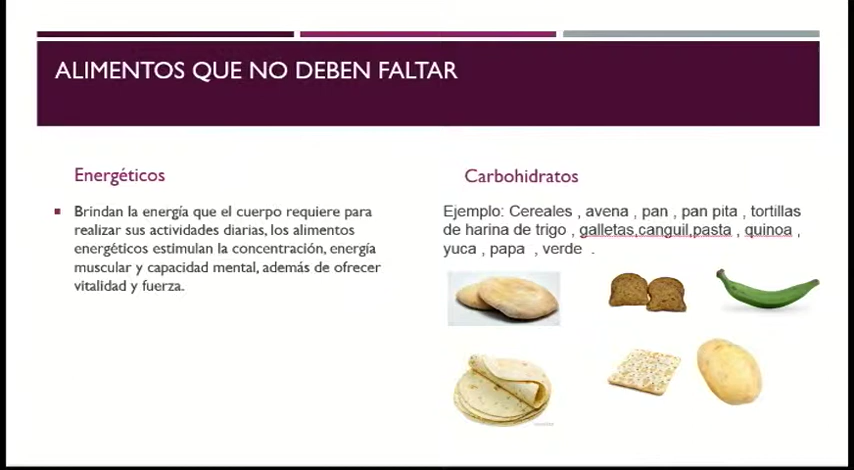 ALIMENTOS QUE NO DEBEN FALTAR
Energéticos
Brindan la energía que el cuerpo requiere para
realizar sus actividades diarias, los alimentos
energéticos estimulan la concentración, energía
muscular y capacidad mental, además de ofrecer
vitalidad y fuerza.
Carbohidratos
Ejemplo: Cereales , avena , pan , pan pita , tortillas
de harina de trigo , galletas,canguil,pasta , quinoa ,
yuca , papa , verde .